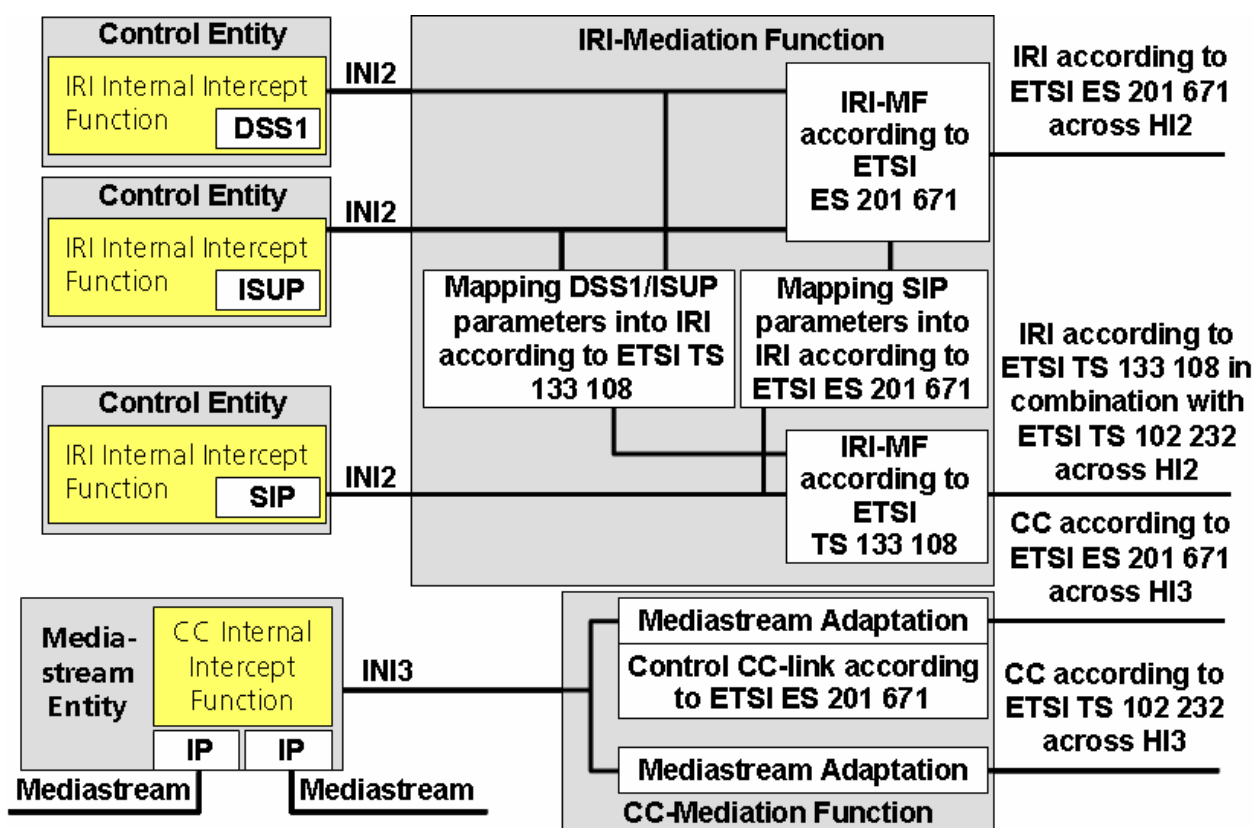 Control Entity
IRI Internal Intercept
Function
DSS1
INI2
Control Entity
IRI Internal Intercept
Function
ISUP
INI2
Control Entity
IRI Internal Intercept
Function
SIP
INI2
IRI-Mediation Function
IRI-MF
according to
ETSI
ES 201 671
Mapping DSS1/ISUP
parameters into IRI
according to ETSI TS
133 108
Mapping SIP
parameters into
IRI according to
ETSI ES 201 671
IRI-MF
according to
ETSI
TS 133 108
IRI according to
ETSI ES 201 671
across HI2
IRI according to
ETSI TS 133 108 in
combination with
ETSI TS 102 232
across HI2
CC according to
ETSI ES 201 671
across HI3
CC according to
ETSI TS 102 232
across HI3
Media-
stream
Entity
CC Internal
Intercept
Function
IP
IP
Mediastream
Mediastream
INI3
Mediastream Adaptation
Control CC-link according
to ETSI ES 201 671
Mediastream Adaptation
CC-Mediation Function